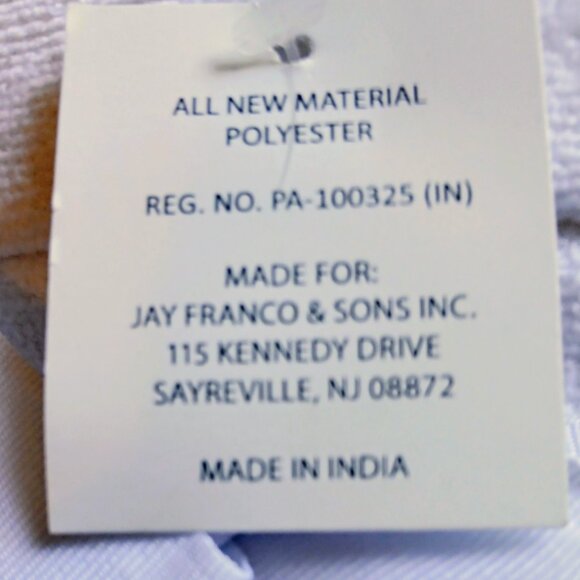 ALL NEW MATERIAL
POLYESTER
REG. NO. PA-100325 (IN)
MADE FOR:
JAY FRANCO & SONS INC.
115 KENNEDY DRIVE
SAYREVILLE, NJ 08872
MADE IN INDIA